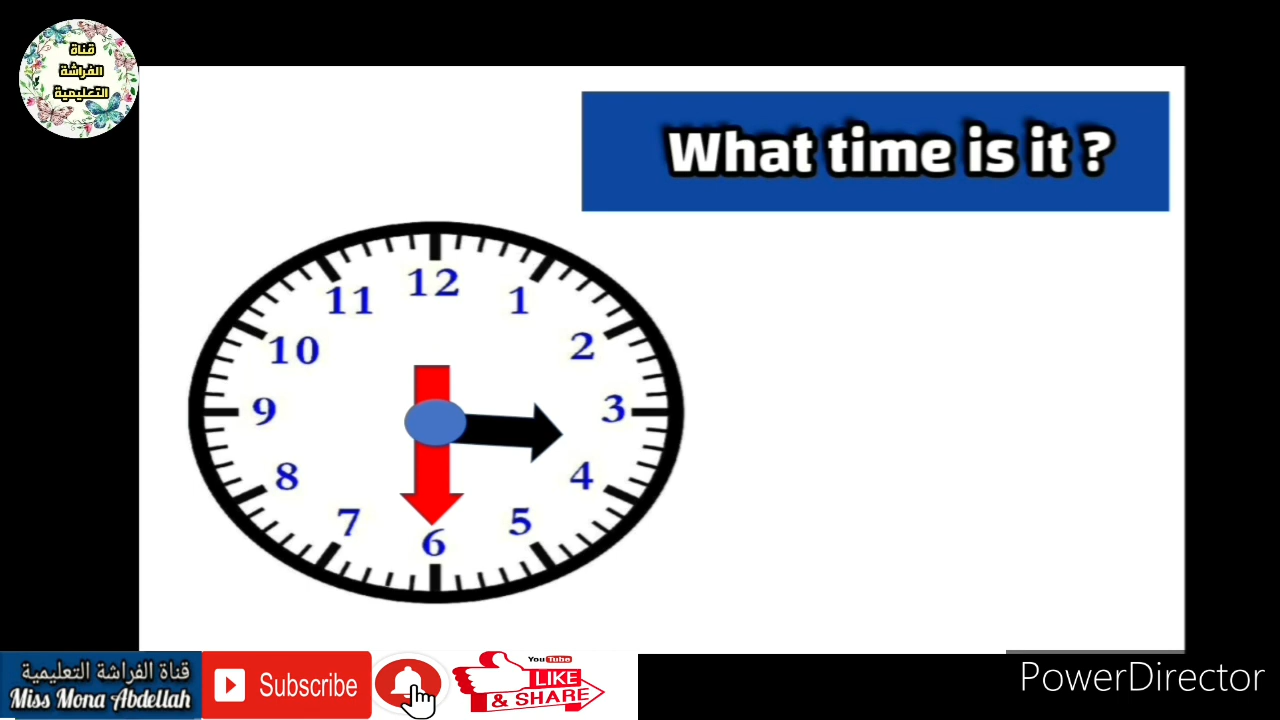 قناة
الفراشة
التعليمية
What time is it ?
12
11
1
10
2
9
3
8
4
7
5
6
قناة الفراشة التعليمية
Miss Mona Abdellah
Subscribe
YouTube
LIKE
& SHARE
PowerDirector